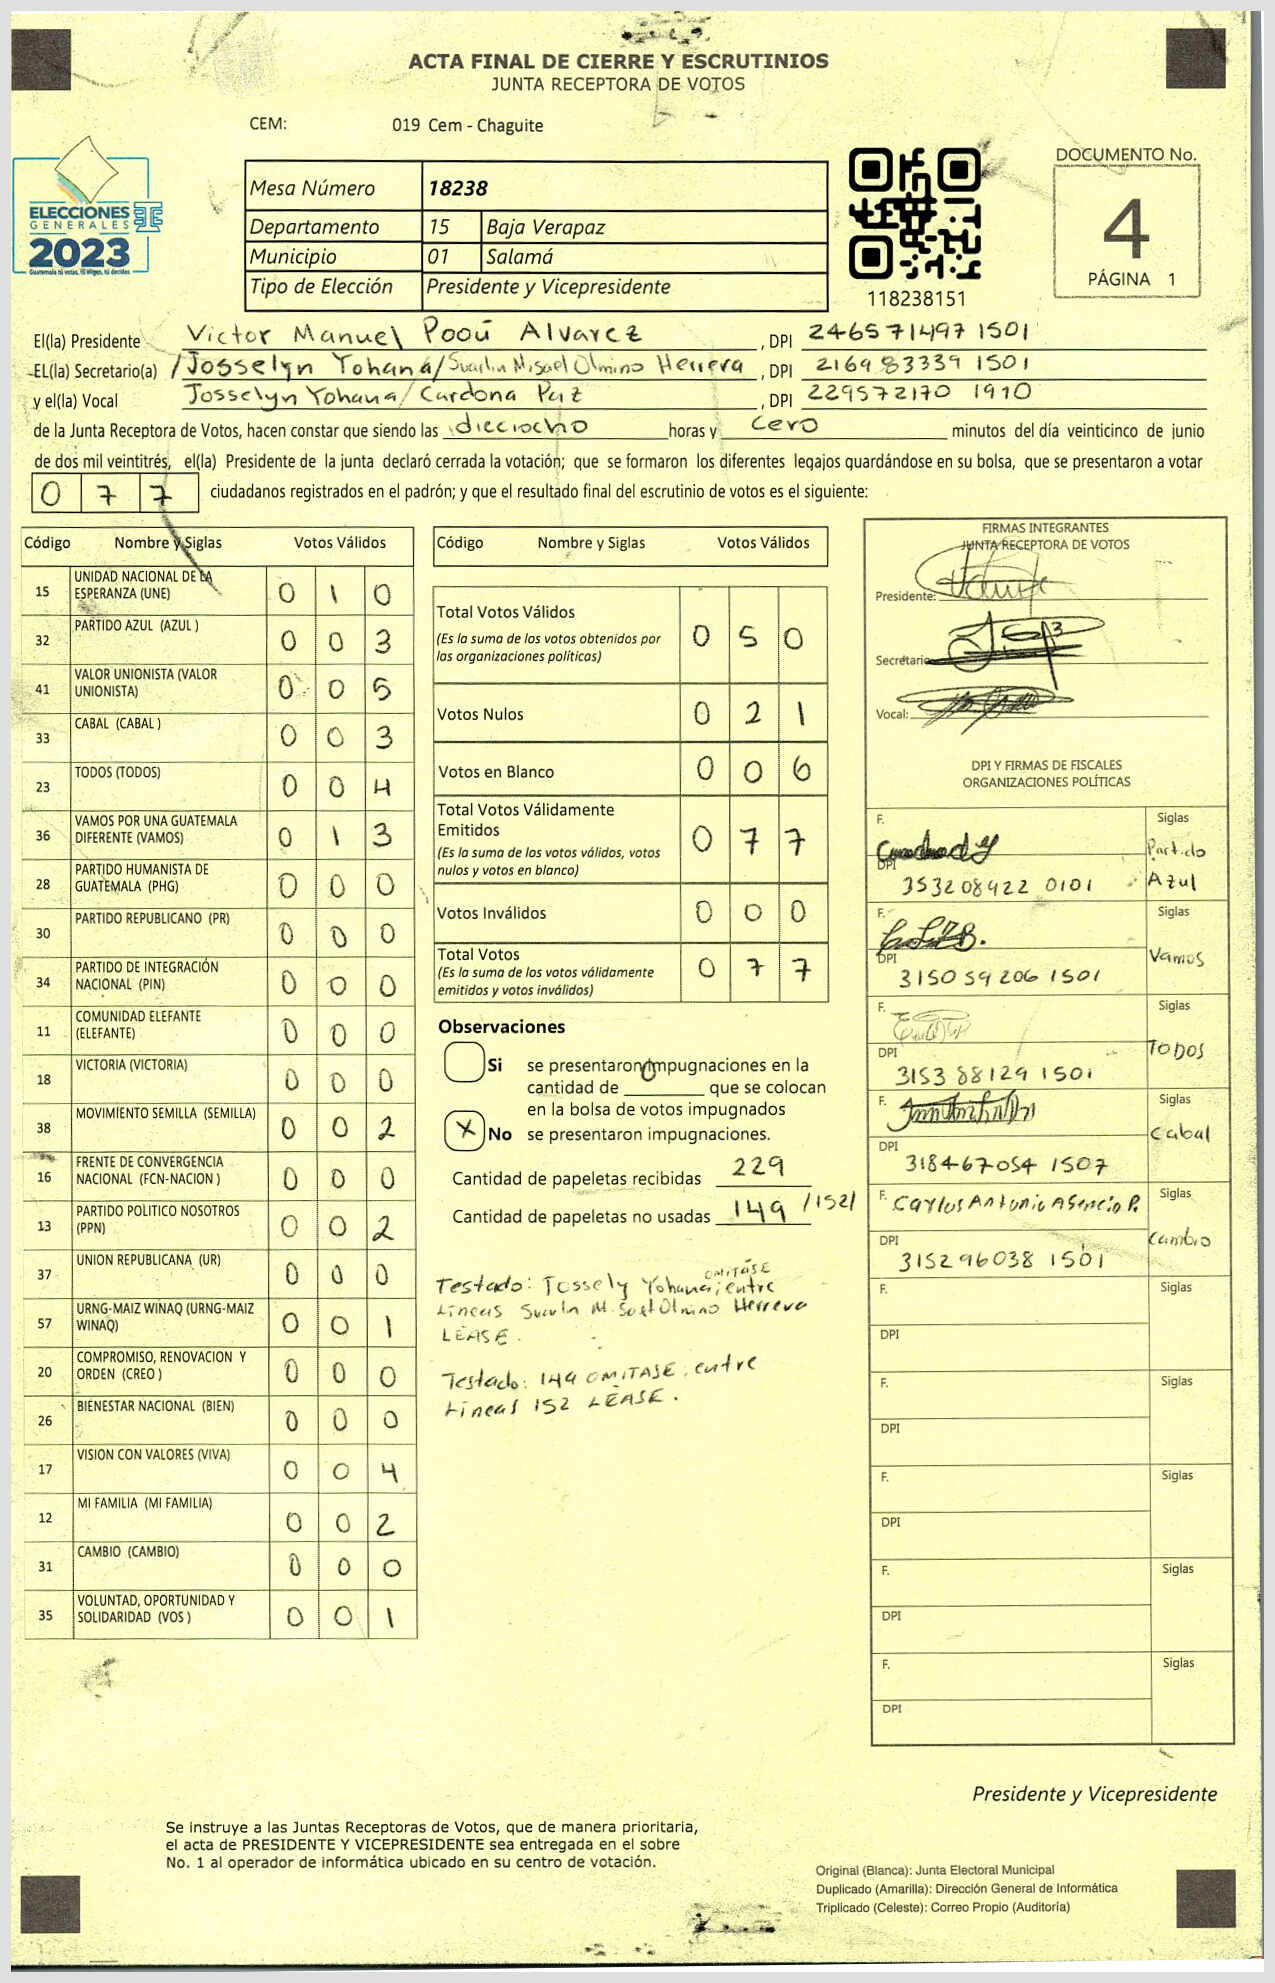 ACTA FINAL DE CIERRE Y ESCRUTINIOS
JUNTA RECEPTORA DE VOTOS
CEM: 019 Cem - Chaguite
ELECCIONES
GENERALES
2023
Guatemala tú votas, tú eliges, tú decides
Mesa Número 18238
Departamento 15 Baja Verapaz
Municipio 01 Salamá
Tipo de Elección Presidente y Vicepresidente
118238151
DOCUMENTO No.
4
PÁGINA 1
El(la) Presidente Victor Manuel Pooú Alvarez, DPI 246571497 1501
EL(la) Secretario(a) /Josselyn Yohana/ Olmino Herrera, DPI 216983339 1501
y el(la) Vocal Josselyn Yohana/Cardona Paz, DPI 229572170 1910
de la Junta Receptora de Votos, hacen constar que siendo las dieciocho horas y cero minutos del día veinticinco de junio
de dos mil veintitrés, el(la) Presidente de la junta declaró cerrada la votación; que se formaron los diferentes legajos guardándose en su bolsa, que se presentaron a votar
0 7 7 ciudadanos registrados en el padrón; y que el resultado final del escrutinio de votos es el siguiente:
Código Nombre y Siglas Votos Válidos
15 UNIDAD NACIONAL DE LA ESPERANZA (UNE) 0 1 0
32 PARTIDO AZUL (AZUL ) 0 0 3
41 VALOR UNIONISTA (VALOR UNIONISTA) 0 0 5
33 CABAL (CABAL ) 0 0 3
23 TODOS (TODOS) 0 0 4
36 VAMOS POR UNA GUATEMALA DIFERENTE (VAMOS) 0 1 3
28 PARTIDO HUMANISTA DE GUATEMALA (PHG) 0 0 0
30 PARTIDO REPUBLICANO (PR) 0 0 0
34 PARTIDO DE INTEGRACIÓN NACIONAL (PIN) 0 0 0
11 COMUNIDAD ELEFANTE (ELEFANTE) 0 0 0
18 VICTORIA (VICTORIA) 0 0 0
38 MOVIMIENTO SEMILLA (SEMILLA) 0 0 2
16 FRENTE DE CONVERGENCIA NACIONAL (FCN-NACION ) 0 0 0
13 PARTIDO POLITICO NOSOTROS (PPN) 0 0 2
37 UNION REPUBLICANA (UR) 0 0 0
57 URNG-MAIZ WINAQ (URNG-MAIZ WINAQ) 0 0 1
20 COMPROMISO, RENOVACION Y ORDEN (CREO ) 0 0 0
26 BIENESTAR NACIONAL (BIEN) 0 0 0
17 VISION CON VALORES (VIVA) 0 0 4
12 MI FAMILIA (MI FAMILIA) 0 0 2
31 CAMBIO (CAMBIO) 0 0 0
35 VOLUNTAD, OPORTUNIDAD Y SOLIDARIDAD (VOS ) 0 0 1
Código Nombre y Siglas Votos Válidos
Total Votos Válidos 0 5 0
(Es la suma de los votos obtenidos por
las organizaciones políticas)
Votos Nulos 0 2 1
Votos en Blanco 0 0 6
Total Votos Válidamente
Emitidos 0 7 7
(Es la suma de los votos válidos, votos
nulos y votos en blanco)
Votos Inválidos 0 0 0
Total Votos 0 7 7
(Es la suma de los votos válidamente
emitidos y votos inválidos)
Observaciones
Si se presentaron impugnaciones en la
cantidad de 0 que se colocan
en la bolsa de votos impugnados
X No se presentaron impugnaciones.
Cantidad de papeletas recibidas 229
Cantidad de papeletas no usadas 149 /152/
Testado: Jossely Yohana; OMITASE entre
Lineas Olmino Herrera
LEASE.
Testado: 149 OMITASE, entre
Lineas 152 LEASE.
FIRMAS INTEGRANTES
JUNTA RECEPTORA DE VOTOS
Presidente:
Secretario
Vocal:
DPI Y FIRMAS DE FISCALES
ORGANIZACIONES POLÍTICAS
F. Siglas
DPI 353208422 0101 Partido Azul
F. Siglas
DPI 315059206 1501 Vamos
F. Siglas
DPI 315388129 1501 TODOS
F. Siglas
DPI 318467054 1507 Cabal
F. Carlos Antonio Asencio P. Siglas
DPI 315296038 1501 Cambio
F. Siglas
DPI
F. Siglas
DPI
F. Siglas
DPI
F. Siglas
DPI
F. Siglas
DPI
Presidente y Vicepresidente
Se instruye a las Juntas Receptoras de Votos, que de manera prioritaria,
el acta de PRESIDENTE Y VICEPRESIDENTE sea entregada en el sobre
No. 1 al operador de informática ubicado en su centro de votación.
Original (Blanca): Junta Electoral Municipal
Duplicado (Amarilla): Dirección General de Informática
Triplicado (Celeste): Correo Propio (Auditoría)